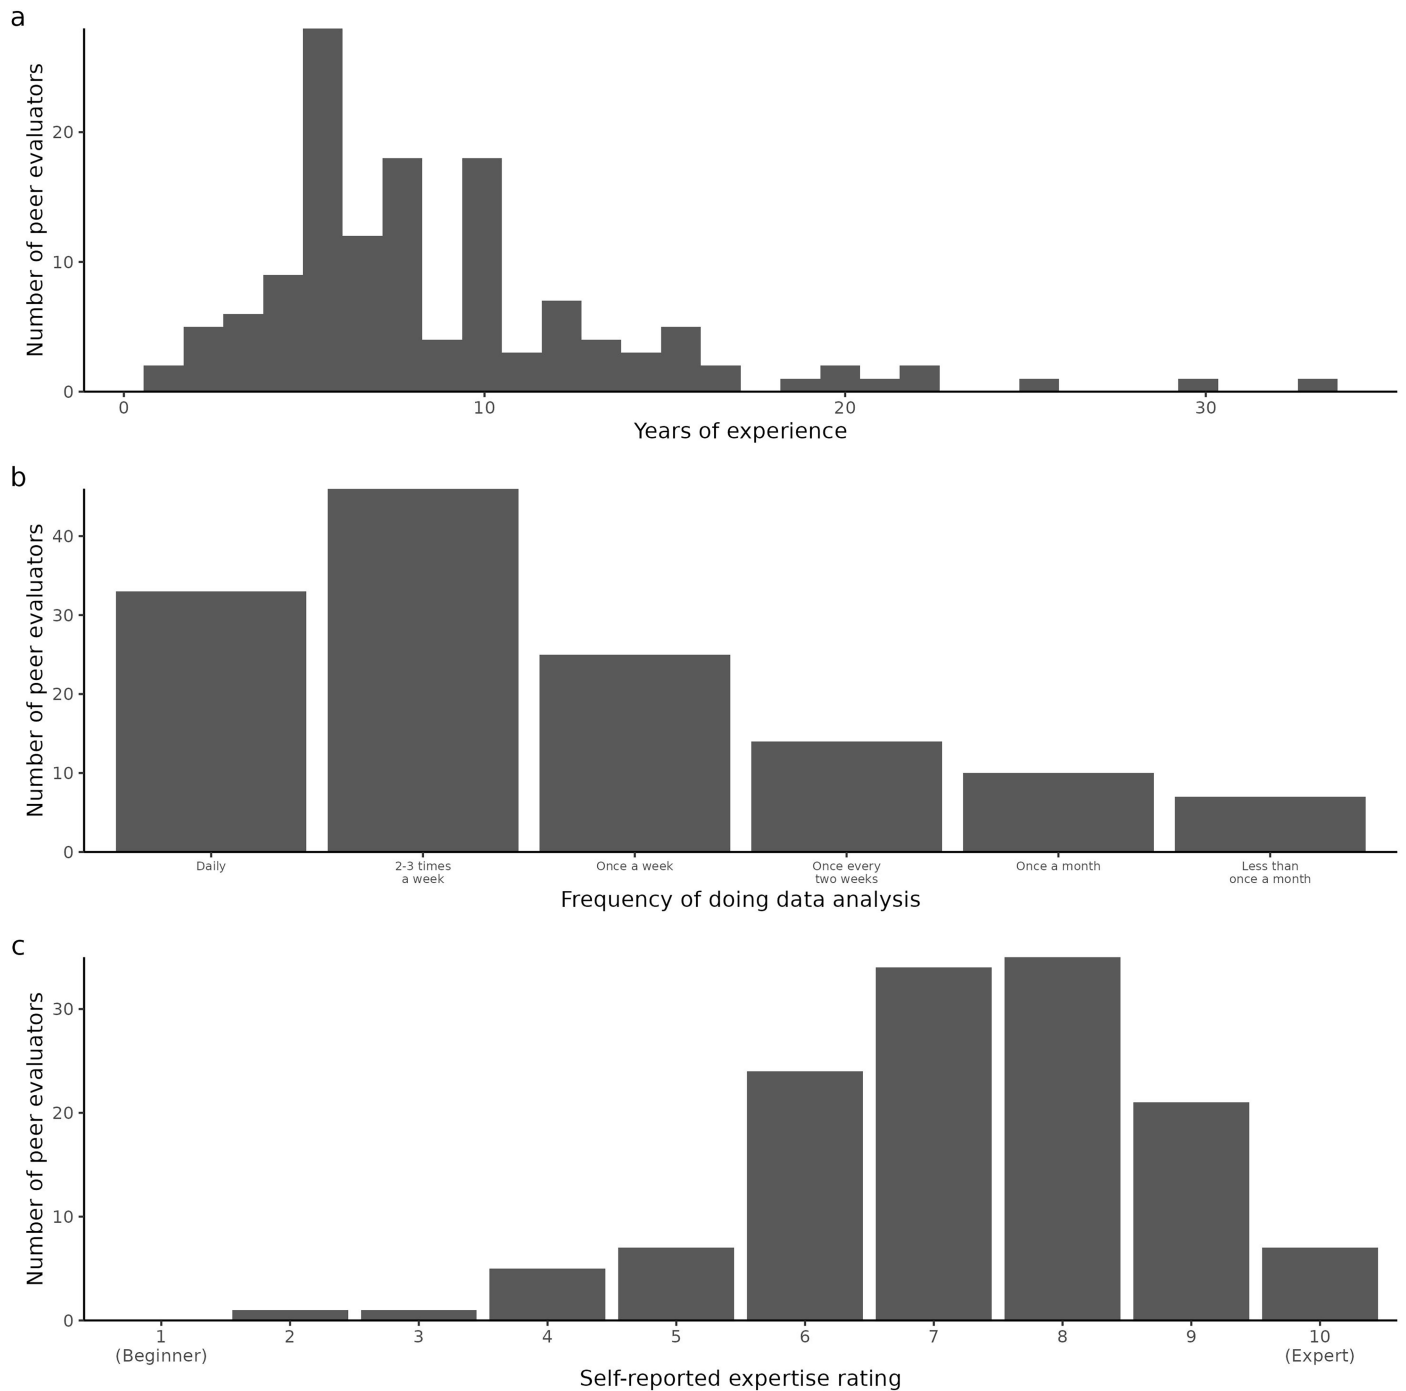 a
Number of peer evaluators
20
10
0
0 10 20 30
Years of experience
b
Number of peer evaluators
40
30
20
10
0
Daily 2-3 times Once a week Once every Once a month Less than
a week two weeks once a month
Frequency of doing data analysis
c
Number of peer evaluators
30
20
10
0
1 2 3 4 5 6 7 8 9 10
(Beginner) (Expert)
Self-reported expertise rating